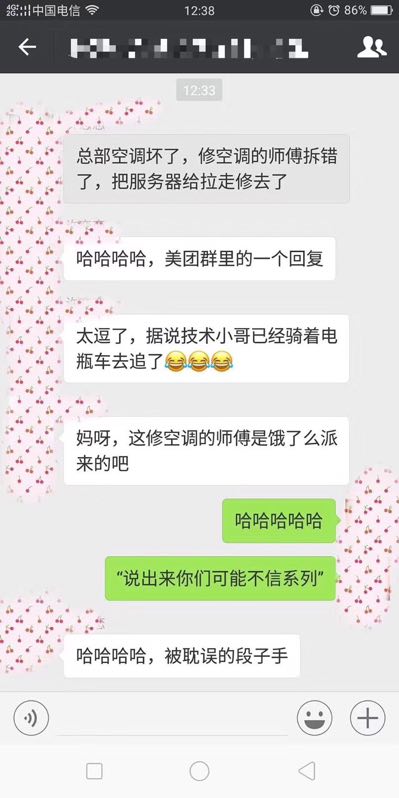 4G 2G 中国电信 12:38 86%
12:33
总部空调坏了，修空调的师傅拆错
了，把服务器给拉走修去了
哈哈哈哈，美团群里的一个回复
太逗了，据说技术小哥已经骑着电
瓶车去追了😂😂😂
妈呀，这修空调的师傅是饿了么派
来的吧
哈哈哈哈哈
“说出来你们可能不信系列”
哈哈哈哈，被耽误的段子手